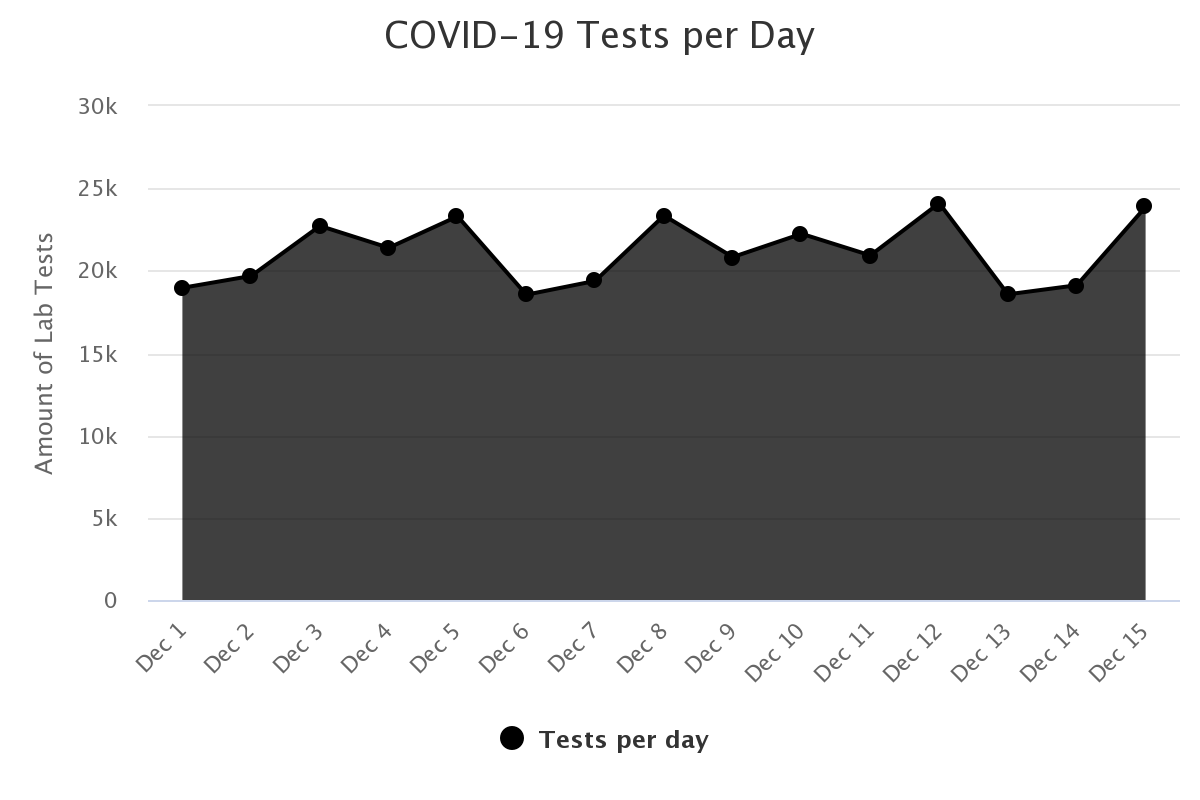 COVID-19 Tests per Day
Amount of Lab Tests
30k
25k
20k
15k
10k
5k
0
Dec 1
Dec 2
Dec 3
Dec 4
Dec 5
Dec 6
Dec 7
Dec 8
Dec 9
Dec 10
Dec 11
Dec 12
Dec 13
Dec 14
Dec 15
Tests per day